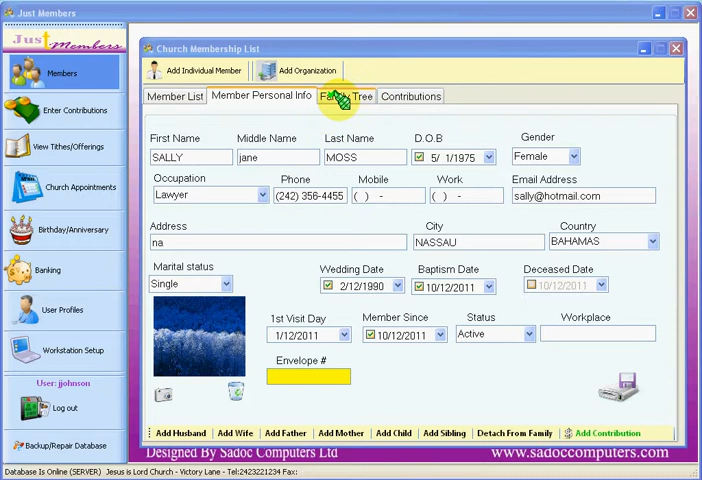 Just Members
Just
Members
Members
Enter Contributions
View Tithes/Offerings
Church Appointments
Birthday/Anniversary
Banking
User Profiles
Workstation Setup
User: jjohnson
Log out
Backup/Repair Database
Church Membership List
Add Individual Member
Add Organization
Member List
Member Personal Info
Family Tree
Contributions
First Name
Middle Name
Last Name
D.O.B
Gender
SALLY
jane
MOSS
5/ 1/1975
Female
Occupation
Phone
Mobile
Work
Email Address
Lawyer
(242) 356-4455
( ) -
( ) -
sally@hotmail.com
Address
City
Country
na
NASSAU
BAHAMAS
Marital status
Wedding Date
Baptism Date
Deceased Date
Single
2/12/1990
10/12/2011
10/12/2011
1st Visit Day
Member Since
Status
Workplace
1/12/2011
10/12/2011
Active
Envelope #
Add Husband
Add Wife
Add Father
Add Mother
Add Child
Add Sibling
Detach From Family
Add Contribution
Designed By Sadoc Computers Ltd
www.sadoccomputers.com
Database Is Online (SERVER) Jesus is Lord Church - Victory Lane - Tel:2423221234 Fax: